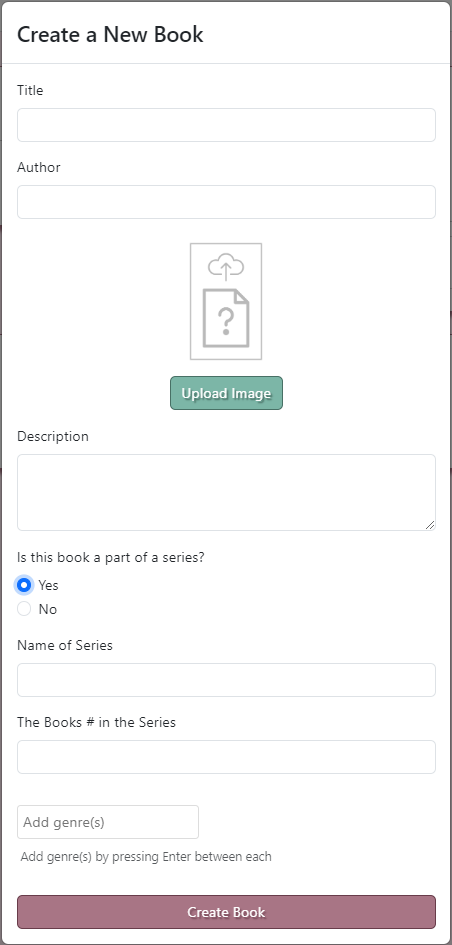 Create a New Book
Title
Author
?
Upload Image
Description
Is this book a part of a series?
Yes
No
Name of Series
The Books # in the Series
Add genre(s)
Add genre(s) by pressing Enter between each
Create Book